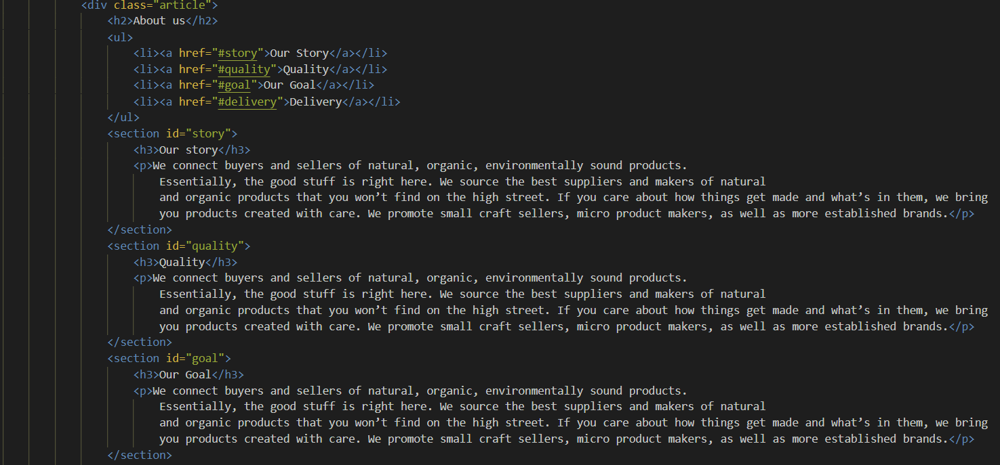 <div class="article">
<h2>About us</h2>
<ul>
<li><a href="#story">Our Story</a></li>
<li><a href="#quality">Quality</a></li>
<li><a href="#goal">Our Goal</a></li>
<li><a href="#delivery">Delivery</a></li>
</ul>
<section id="story">
<h3>Our story</h3>
<p>We connect buyers and sellers of natural, organic, environmentally sound products.
Essentially, the good stuff is right here. We source the best suppliers and makers of natural
and organic products that you won’t find on the high street. If you care about how things get made and what’s in them, we bring
you products created with care. We promote small craft sellers, micro product makers, as well as more established brands.</p>
</section>
<section id="quality">
<h3>Quality</h3>
<p>We connect buyers and sellers of natural, organic, environmentally sound products.
Essentially, the good stuff is right here. We source the best suppliers and makers of natural
and organic products that you won’t find on the high street. If you care about how things get made and what’s in them, we bring
you products created with care. We promote small craft sellers, micro product makers, as well as more established brands.</p>
</section>
<section id="goal">
<h3>Our Goal</h3>
<p>We connect buyers and sellers of natural, organic, environmentally sound products.
Essentially, the good stuff is right here. We source the best suppliers and makers of natural
and organic products that you won’t find on the high street. If you care about how things get made and what’s in them, we bring
you products created with care. We promote small craft sellers, micro product makers, as well as more established brands.</p>
</section>